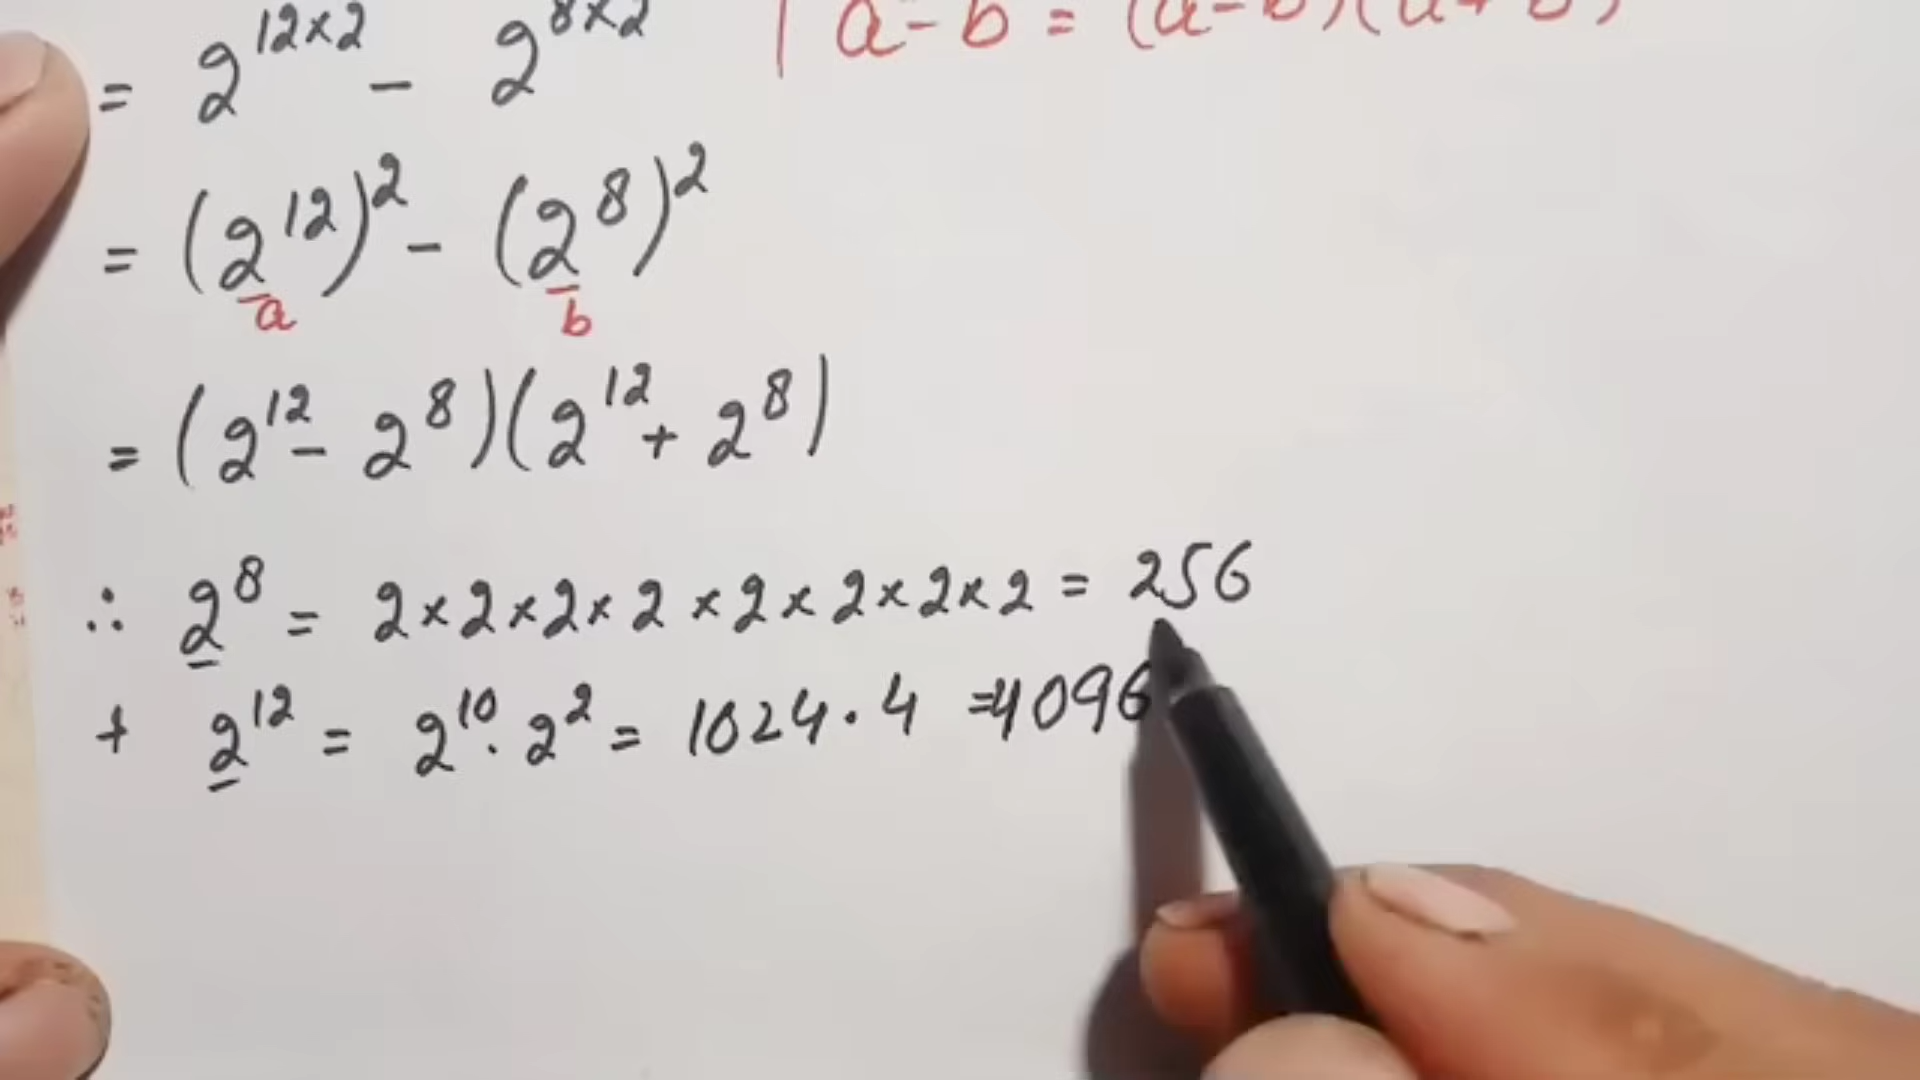 = 2^12×2 - 2^8×2 | a - b = (a-b)(a+b)
= (2^12)^2 - (2^8)^2
a b
= (2^12 - 2^8)(2^12 + 2^8)
∴ 2^8 = 2×2×2×2×2×2×2×2 = 256
+ 2^12 = 2^10 . 2^2 = 1024 . 4 = 4096